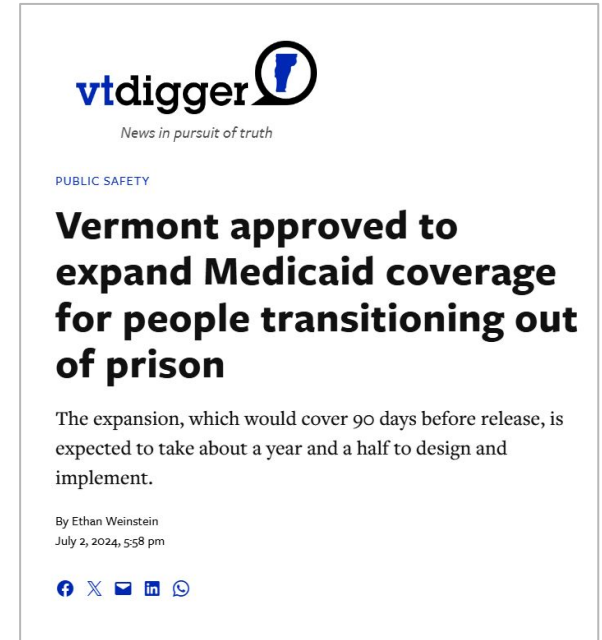 vtdigger
News in pursuit of truth
PUBLIC SAFETY
Vermont approved to
expand Medicaid coverage
for people transitioning out
of prison
The expansion, which would cover 90 days before release, is
expected to take about a year and a half to design and
implement.
By Ethan Weinstein
July 2, 2024, 5:58 pm